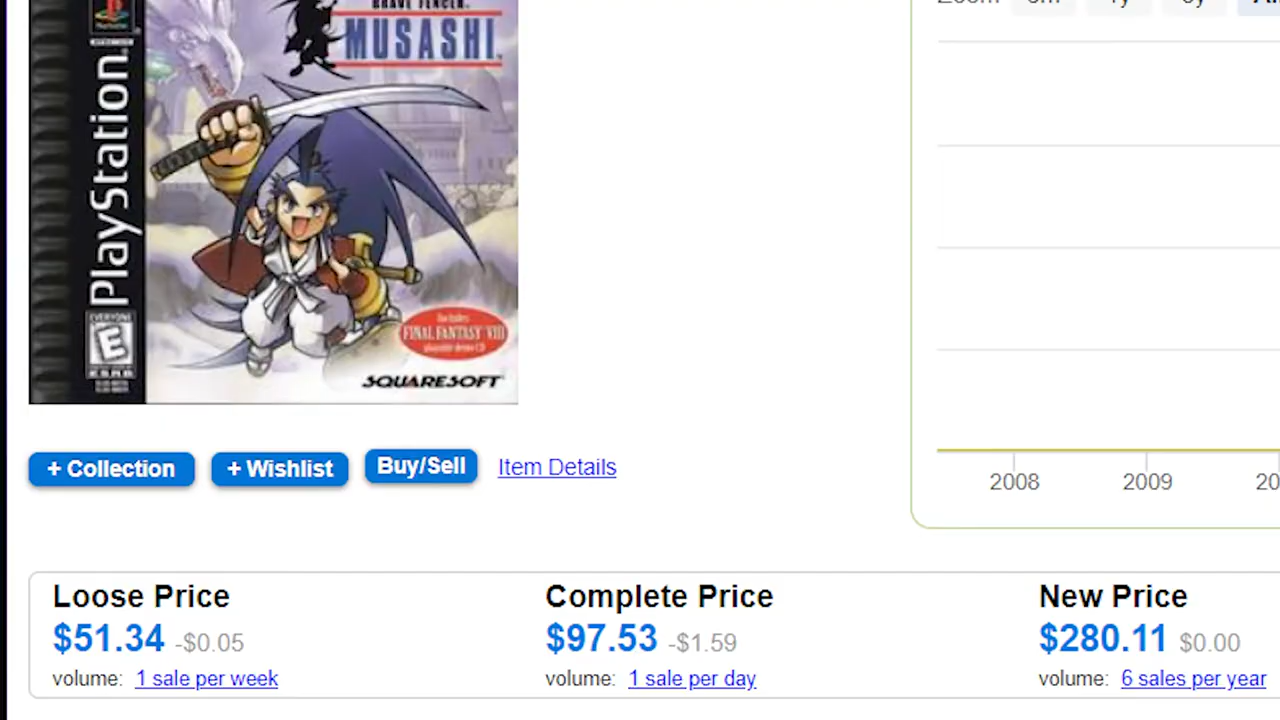 BRAVE FENCER
MUSASHI
PlayStation
EVERYONE
E
FINAL FANTASY VIII
SQUARESOFT
+ Collection
+ Wishlist
Buy/Sell
Item Details
2008
2009
Loose Price
$51.34 -$0.05
volume: 1 sale per week
Complete Price
$97.53 -$1.59
volume: 1 sale per day
New Price
$280.11 $0.00
volume: 6 sales per year